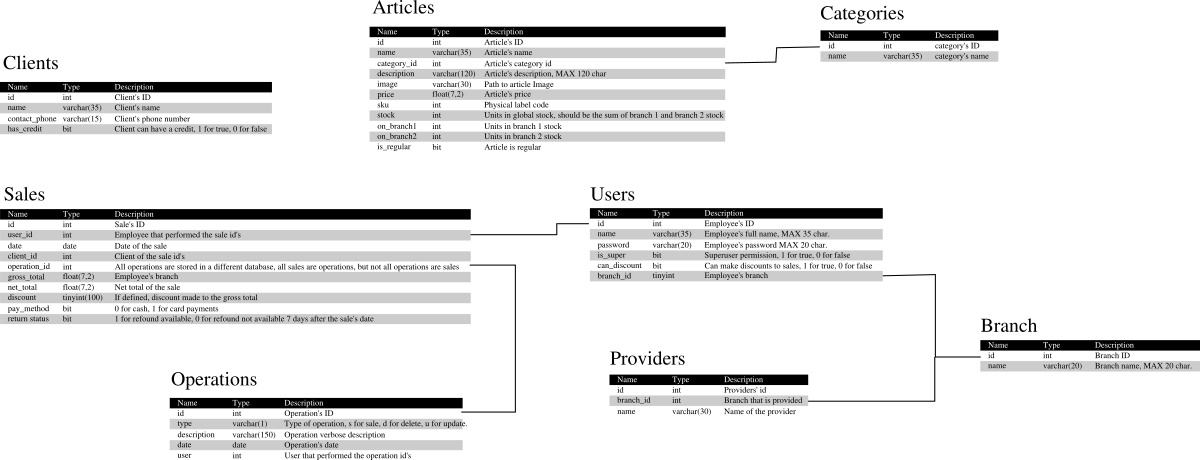 Articles
Name Type Description
id int Article's ID
name varchar(35) Article's name
category_id int Article's category id
description varchar(120) Article's description, MAX 120 char
image varchar(30) Path to article Image
price float(7,2) Article's price
sku int Physical label code
stock int Units in global stock, should be the sum of branch 1 and branch 2 stock
on_branch1 int Units in branch 1 stock
on_branch2 int Units in branch 2 stock
is_regular bit Article is regular
Categories
Name Type Description
id int category's ID
name varchar(35) category's name
Clients
Name Type Description
id int Client's ID
name varchar(35) Client's name
contact_phone varchar(15) Client's phone number
has_credit bit Client can have a credit, 1 for true, 0 for false
Sales
Name Type Description
id int Sale's ID
user_id int Employee that performed the sale id's
date date Date of the sale
client_id int Client of the sale id's
operation_id int All operations are stored in a different database, all sales are operations, but not all operations are sales
gross_total float(7,2) Employee's branch
net_total float(7,2) Net total of the sale
discount tinyint(100) If defined, discount made to the gross total
pay_method bit 0 for cash, 1 for card payments
return status bit 1 for refound available, 0 for refound not available 7 days after the sale's date
Users
Name Type Description
id int Employee's ID
name varchar(35) Employee's full name, MAX 35 char.
password varchar(20) Employee's password MAX 20 char.
is_super bit Superuser permission, 1 for true, 0 for false
can_discount bit Can make discounts to sales, 1 for true, 0 for false
branch_id tinyint Employee's branch
Branch
Name Type Description
id int Branch ID
name varchar(20) Branch name, MAX 20 char.
Providers
Name Type Description
id int Providers' id
branch_id int Branch that is provided
name varchar(30) Name of the provider
Operations
Name Type Description
id int Operation's ID
type varchar(1) Type of operation, s for sale, d for delete, u for update.
description varchar(150) Operation verbose description
date date Operation's date
user int User that performed the operation id's